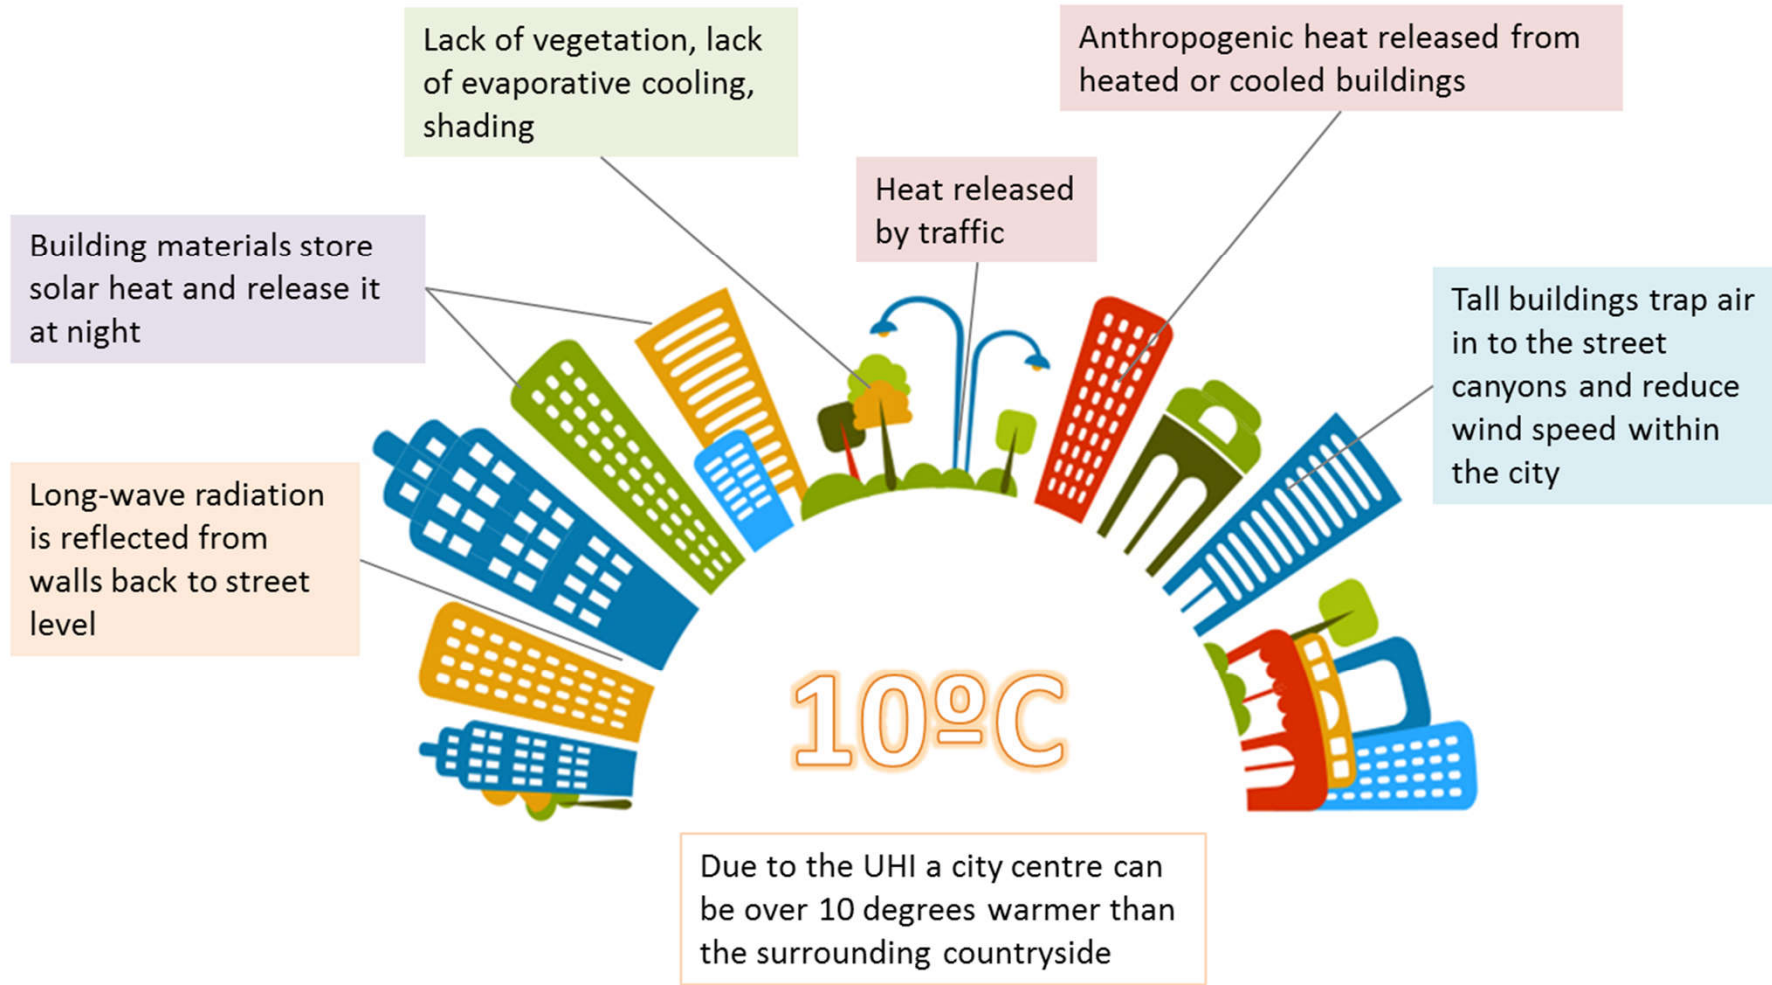 Lack of vegetation, lack
of evaporative cooling,
shading
Anthropogenic heat released from
heated or cooled buildings
Heat released
by traffic
Building materials store
solar heat and release it
at night
Tall buildings trap air
in to the street
canyons and reduce
wind speed within
the city
Long-wave radiation
is reflected from
walls back to street
level
10ºC
Due to the UHI a city centre can
be over 10 degrees warmer than
the surrounding countryside